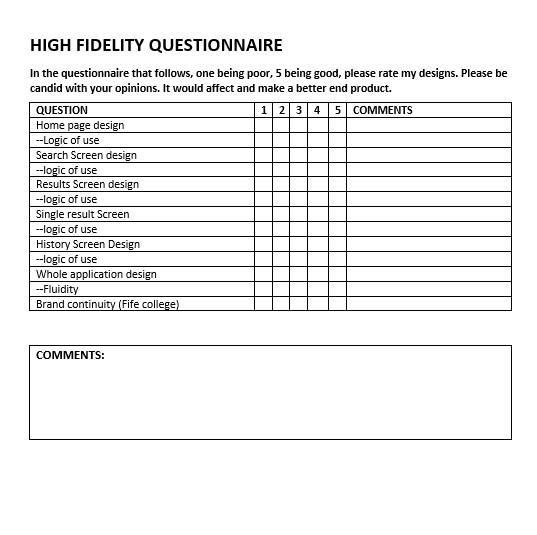 HIGH FIDELITY QUESTIONNAIRE
In the questionnaire that follows, one being poor, 5 being good, please rate my designs. Please be
candid with your opinions. It would affect and make a better end product.
QUESTION 1 2 3 4 5 COMMENTS
Home page design
--Logic of use
Search Screen design
--logic of use
Results Screen design
--logic of use
Single result Screen
--logic of use
History Screen Design
--logic of use
Whole application design
--Fluidity
Brand continuity (Fife college)
COMMENTS: